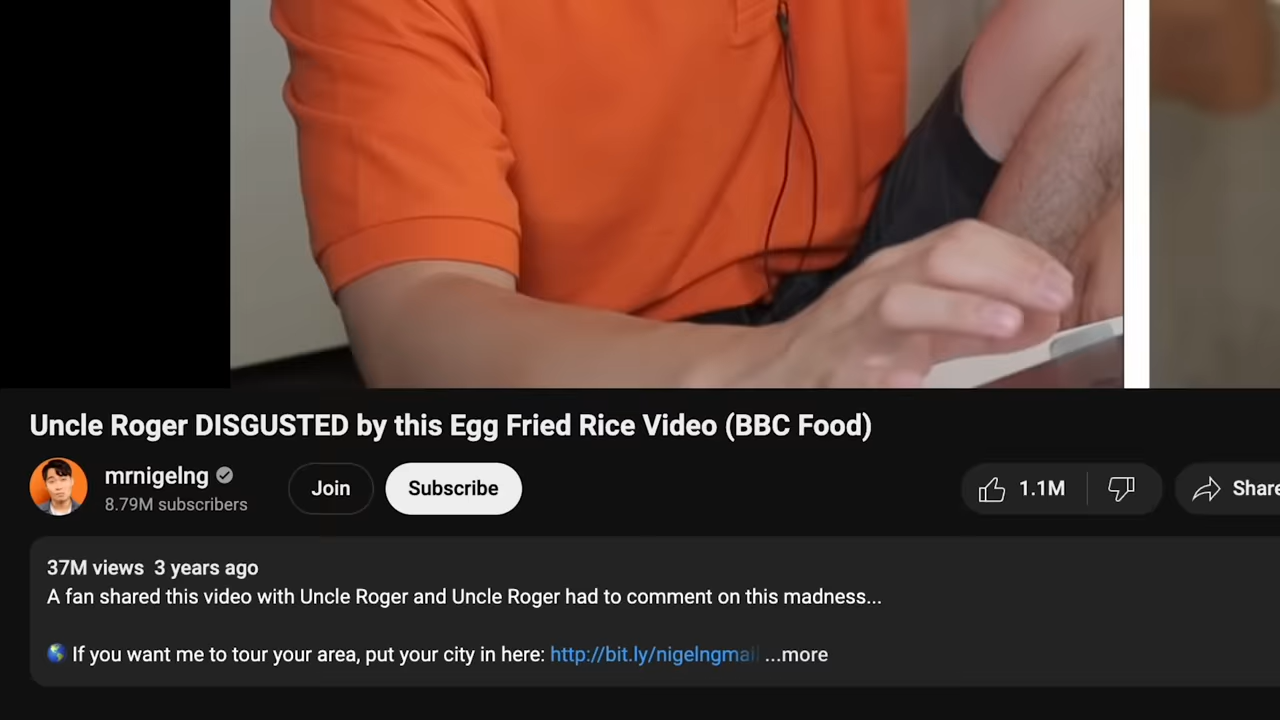 Uncle Roger DISGUSTED by this Egg Fried Rice Video (BBC Food)
mrnigelng
8.79M subscribers
Join
Subscribe
1.1M
Share
37M views 3 years ago
A fan shared this video with Uncle Roger and Uncle Roger had to comment on this madness...
If you want me to tour your area, put your city in here: http://bit.ly/nigelngmail ...more